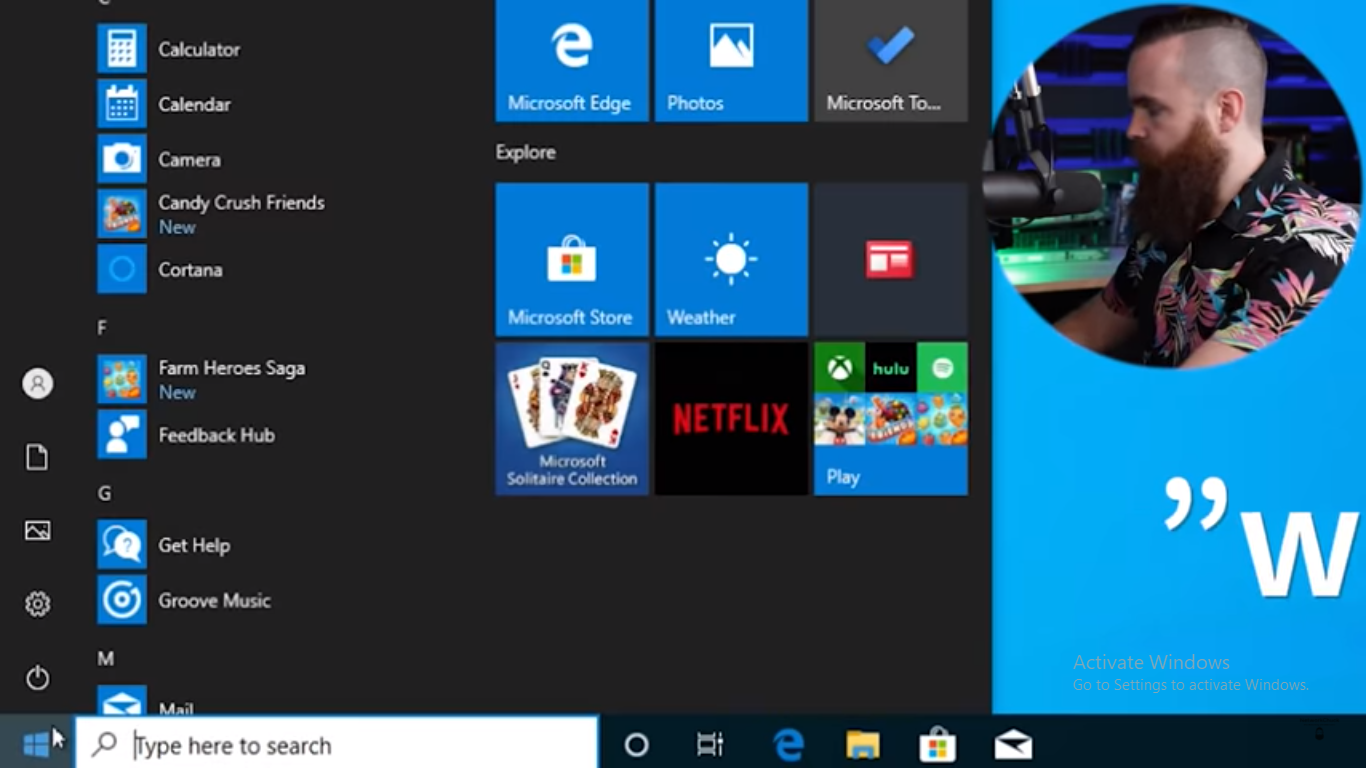 Calculator
Calendar
Camera
Candy Crush Friends
New
Cortana
F
Farm Heroes Saga
New
Feedback Hub
G
Get Help
Groove Music
M
Mail
Microsoft Edge
Photos
Microsoft To...
Explore
Microsoft Store
Weather
Microsoft
Solitaire Collection
NETFLIX
hulu
Play
” W
Activate Windows
Go to Settings to activate Windows.
Type here to search